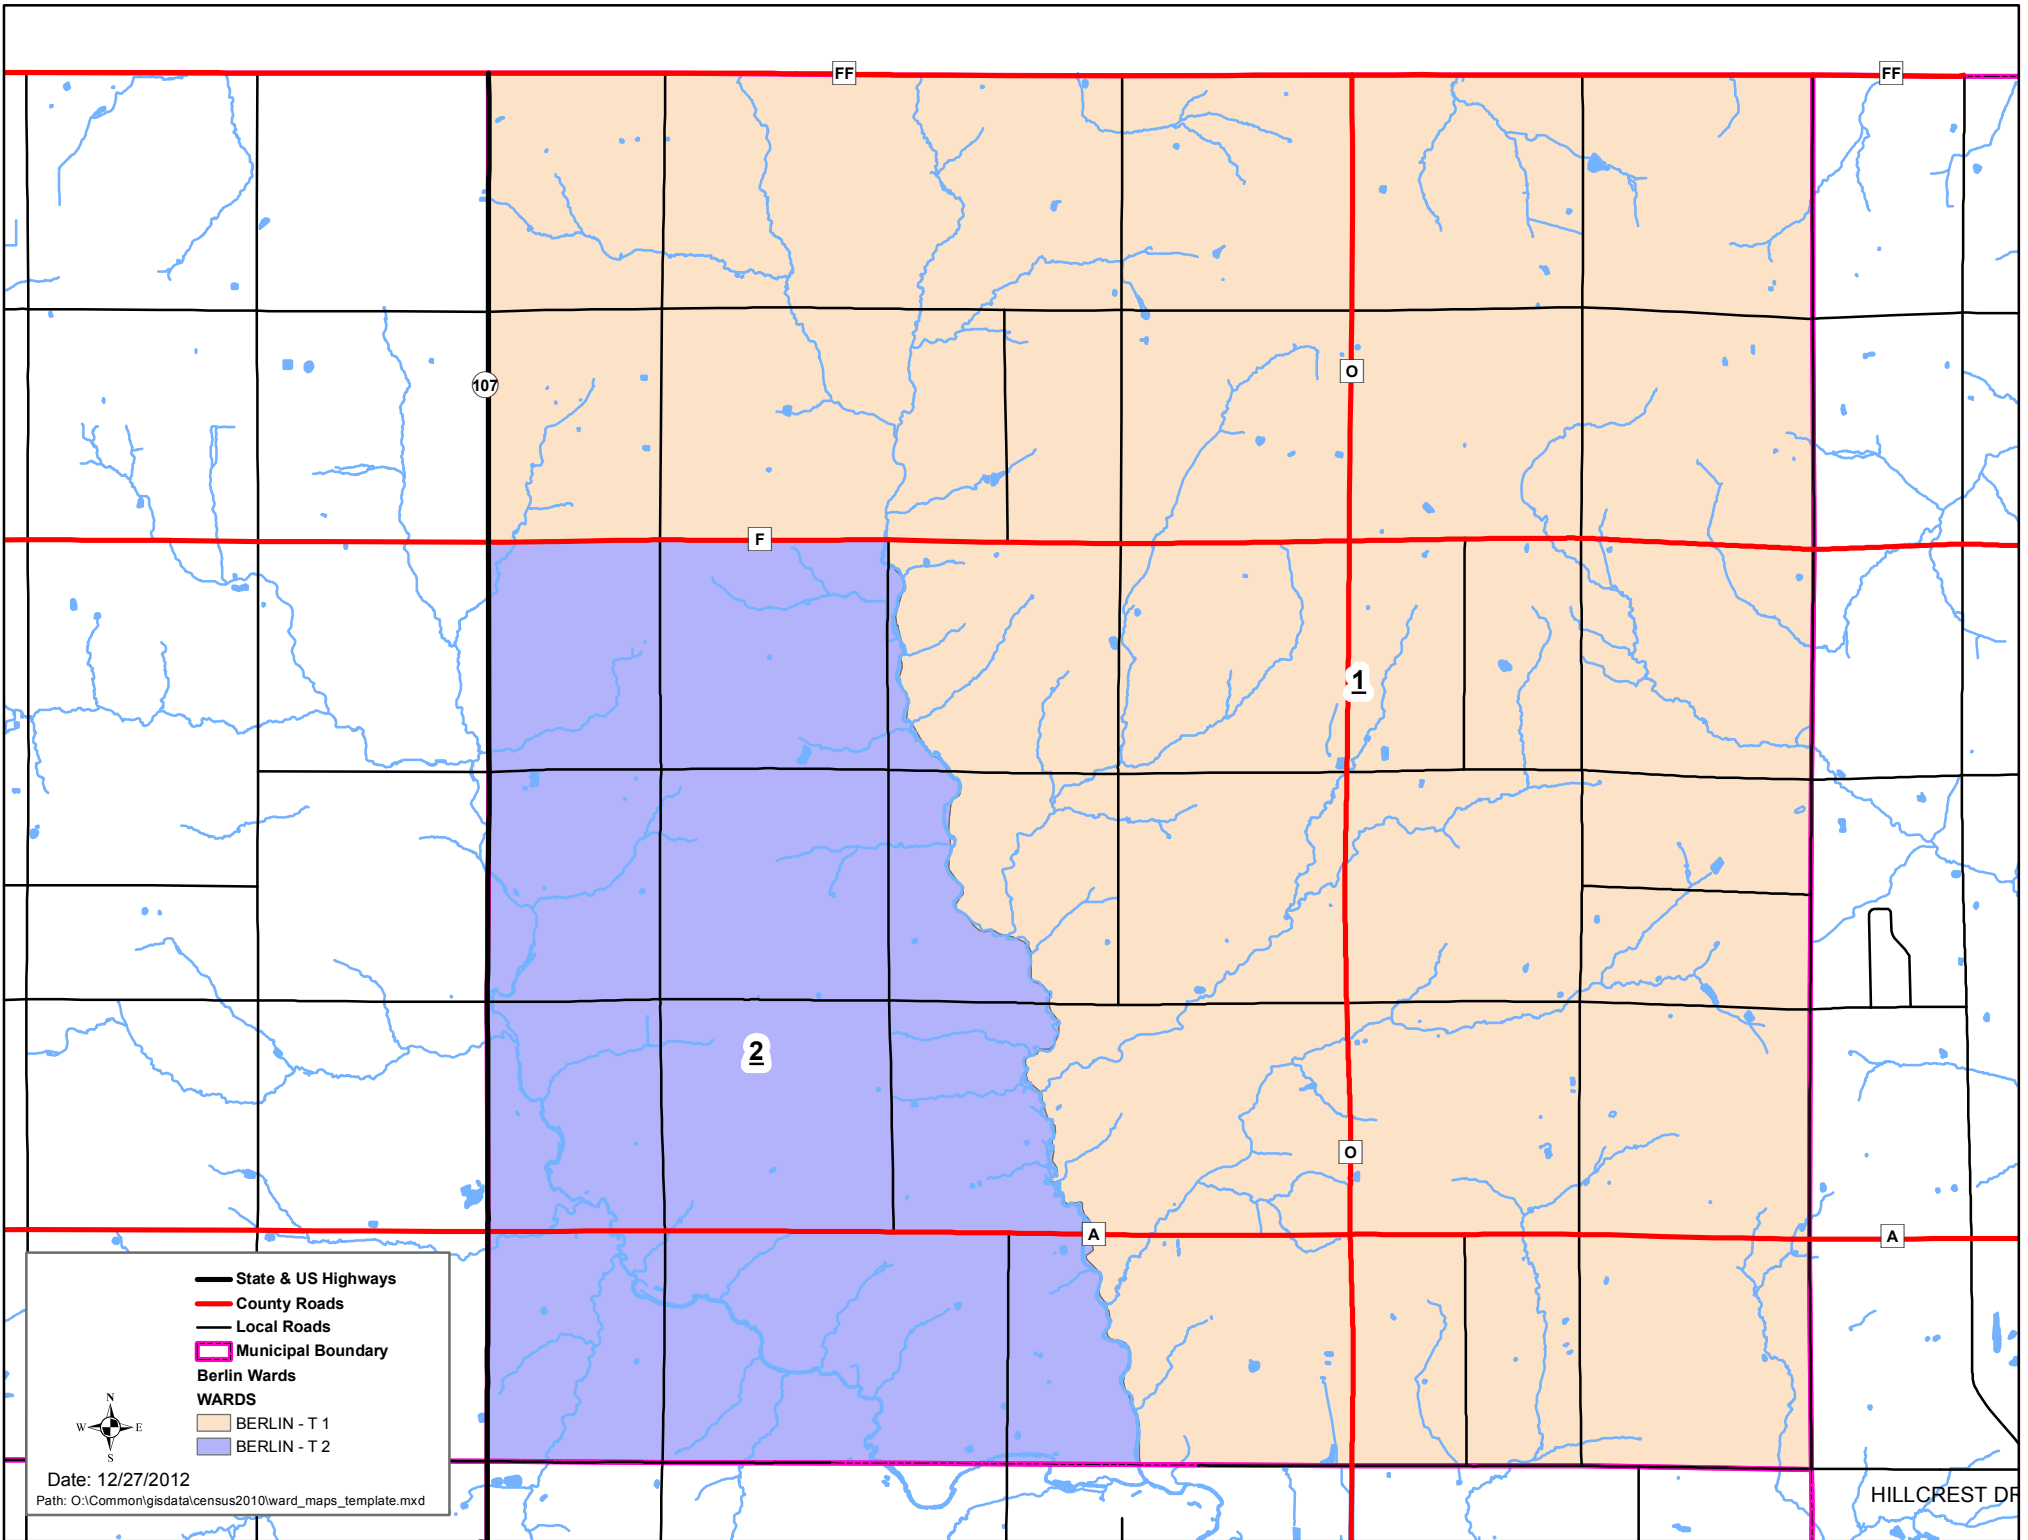 FF
FF
107
O
F
1
2
O
A
A
State & US Highways
County Roads
Local Roads
Municipal Boundary
Berlin Wards
WARDS
BERLIN - T 1
BERLIN - T 2
N
W E
S
Date: 12/27/2012
Path: O:\Common\gisdata\census2010\ward_maps_template.mxd
HILLCREST DR